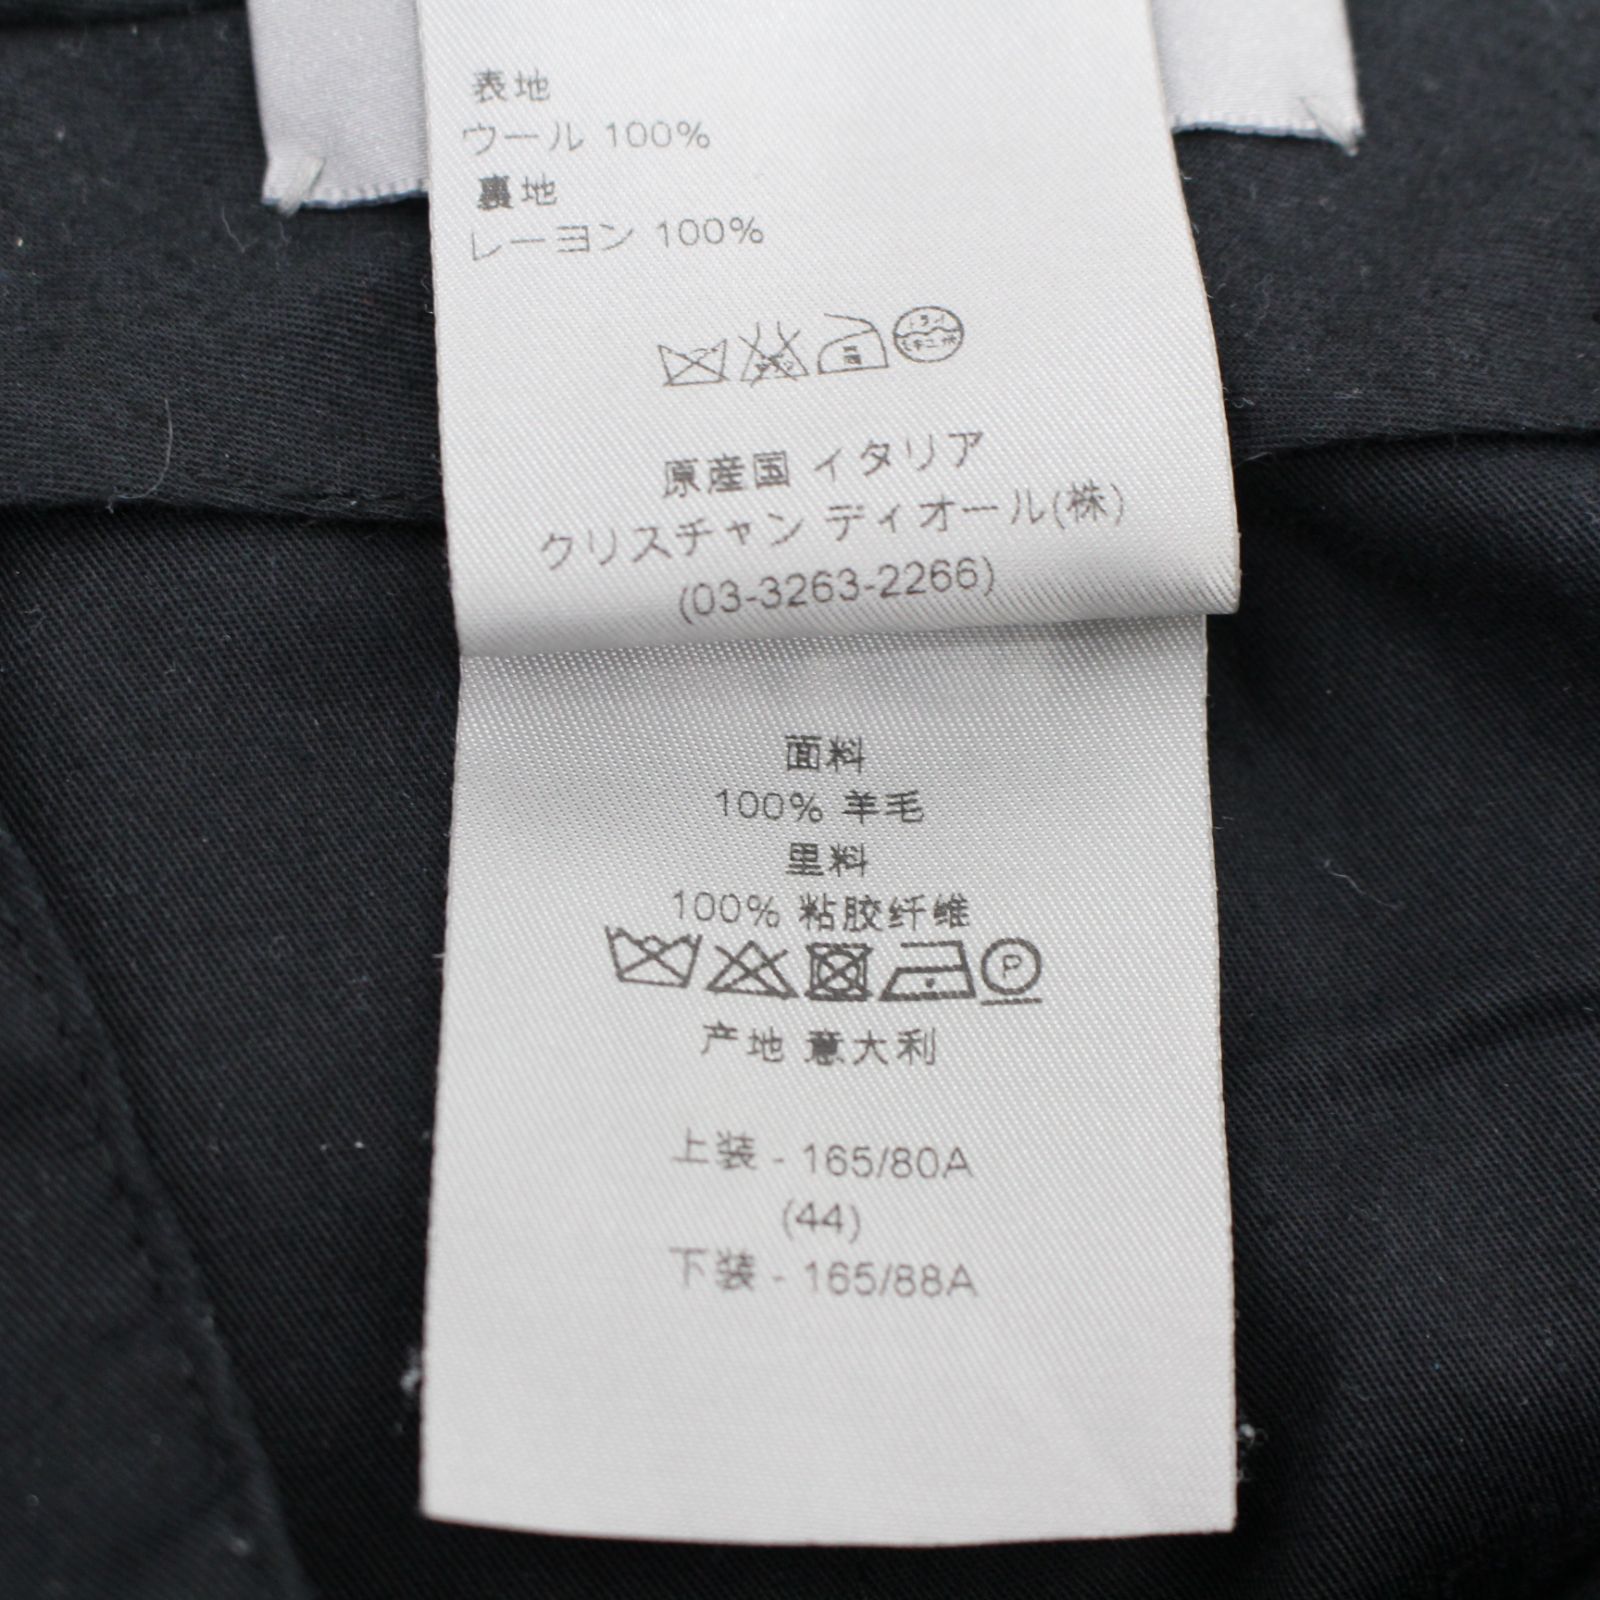 表地
ウール 100%
裏地
レーヨン 100%
原産国 イタリア
クリスチャン ディオール(株)
(03-3263-2266)
面料
100% 羊毛
里料
100% 粘胶纤维
P
产地 意大利
上装 - 165/80A
(44)
下装 - 165/88A